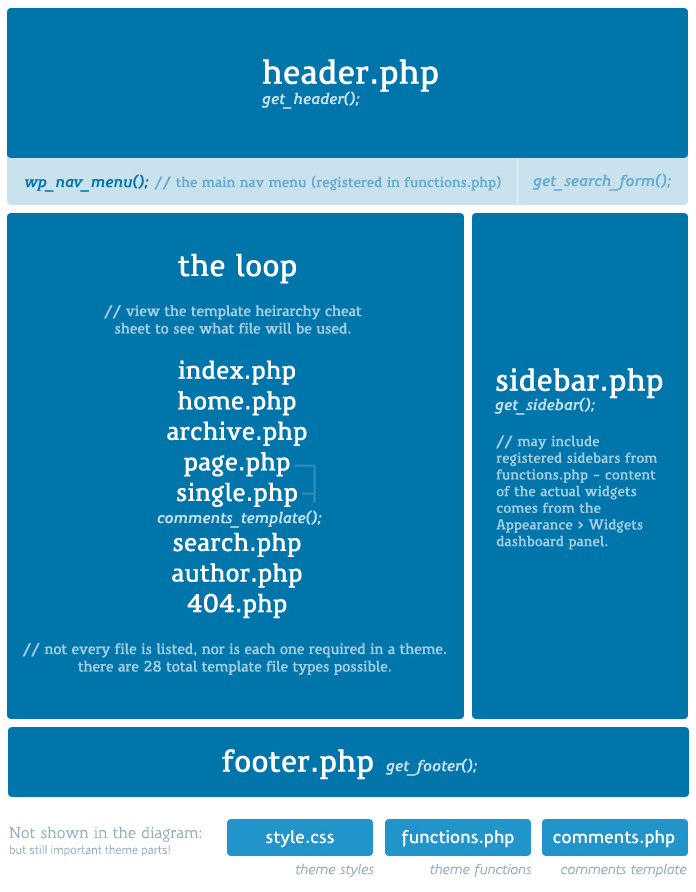 header.php
get_header();
wp_nav_menu(); // the main nav menu (registered in functions.php)
get_search_form();
the loop
// view the template heirarchy cheat
sheet to see what file will be used.
index.php
home.php
archive.php
page.php
single.php
comments_template();
search.php
author.php
404.php
// not every file is listed, nor is each one required in a theme.
there are 28 total template file types possible.
sidebar.php
get_sidebar();
// may include
registered sidebars from
functions.php - content
of the actual widgets
comes from the
Appearance > Widgets
dashboard panel.
footer.php get_footer();
Not shown in the diagram:
but still important theme parts!
style.css
theme styles
functions.php
theme functions
comments.php
comments template